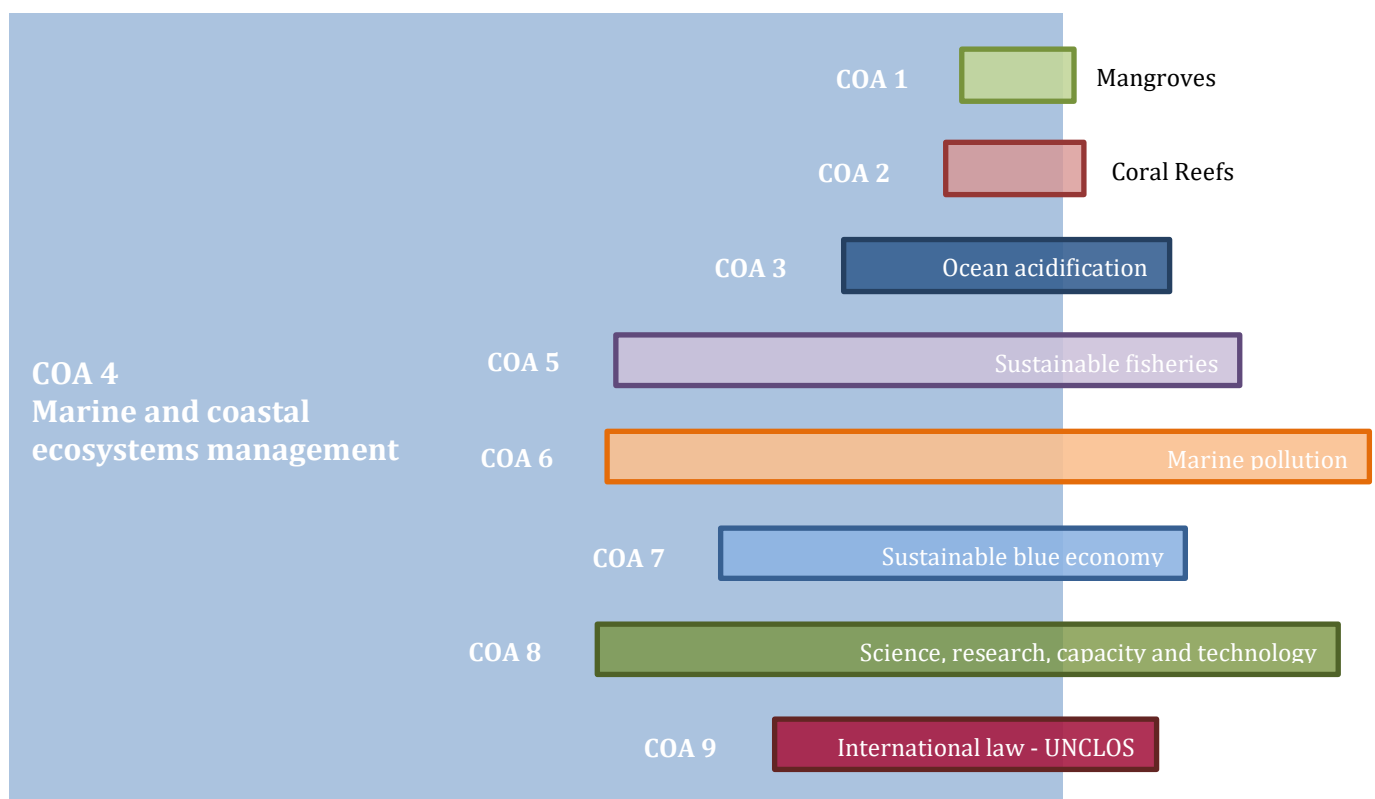 COA 1 Mangroves
COA 2 Coral Reefs
COA 3 Ocean acidification
COA 4
Marine and coastal
ecosystems management
COA 5 Sustainable fisheries
COA 6 Marine pollution
COA 7 Sustainable blue economy
COA 8 Science, research, capacity and technology
COA 9 International law - UNCLOS